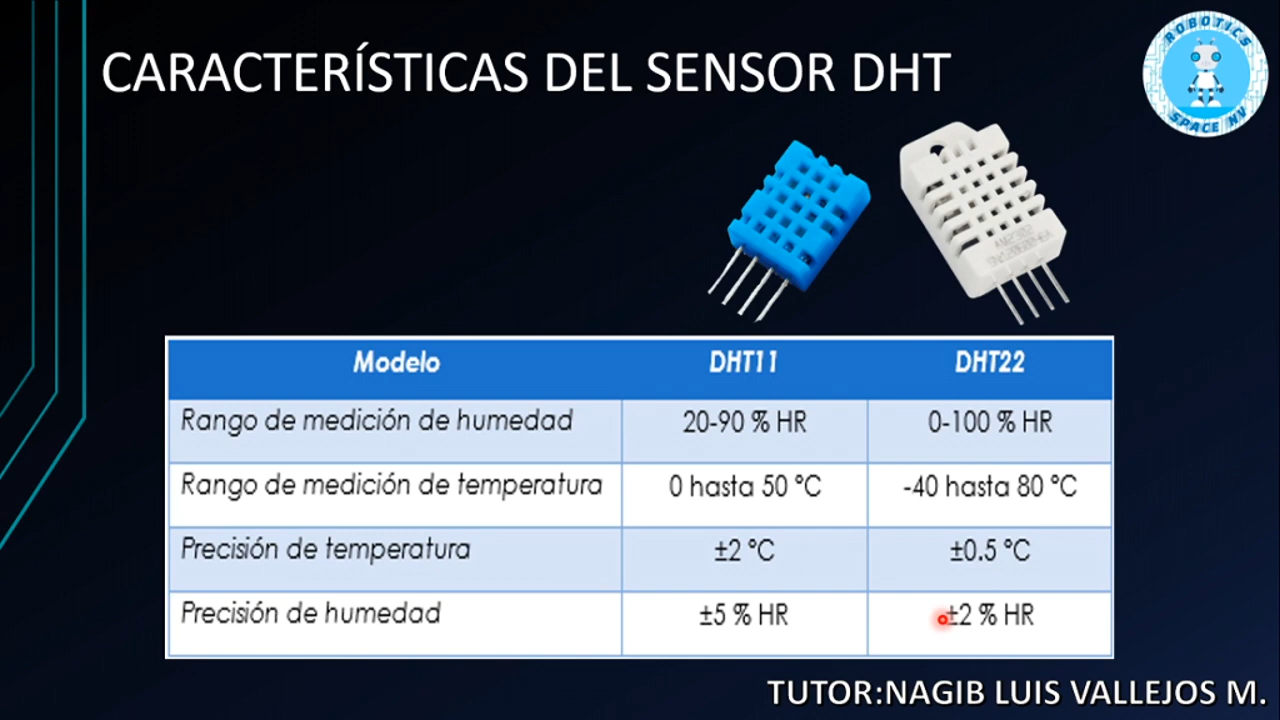 CARACTERÍSTICAS DEL SENSOR DHT
ROBOTICS
SPACE NV
AM2302
Modelo DHT11 DHT22
Rango de medición de humedad 20-90 % HR 0-100 % HR
Rango de medición de temperatura 0 hasta 50 °C -40 hasta 80 °C
Precisión de temperatura ±2 °C ±0.5 °C
Precisión de humedad ±5 % HR ±2 % HR
TUTOR:NAGIB LUIS VALLEJOS M.